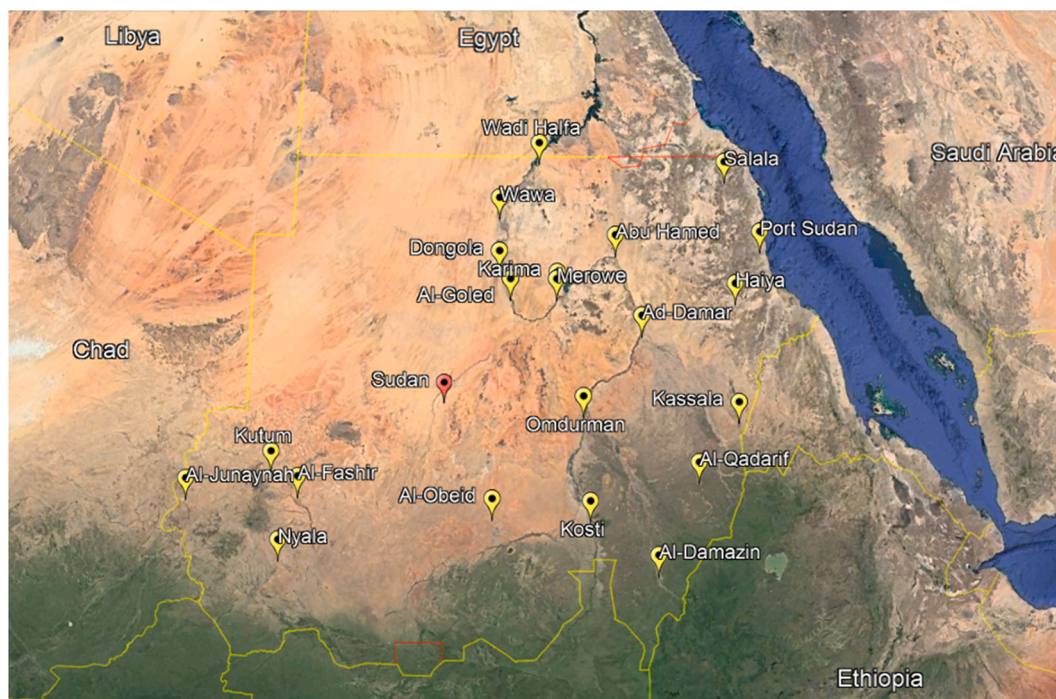 Libya
Egypt
Wadi Halfa
Salala
Saudi Arabia
Wawa
Abu Hamed
Port Sudan
Dongola
Karima
Merowe
Haiya
Al-Goled
Ad-Damar
Chad
Sudan
Omdurman
Kassala
Kutum
Al-Junaynah
Al-Fashir
Al-Qadarif
Al-Obeid
Kosti
Nyala
Al-Damazin
Ethiopia